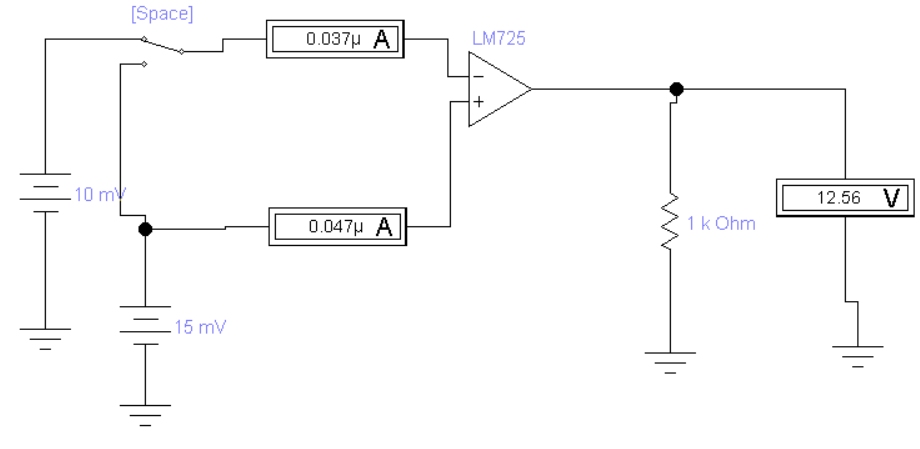 [Space]
0.037µ A
LM725
−
+
10 mV
0.047µ A
12.56 V
1 k Ohm
15 mV